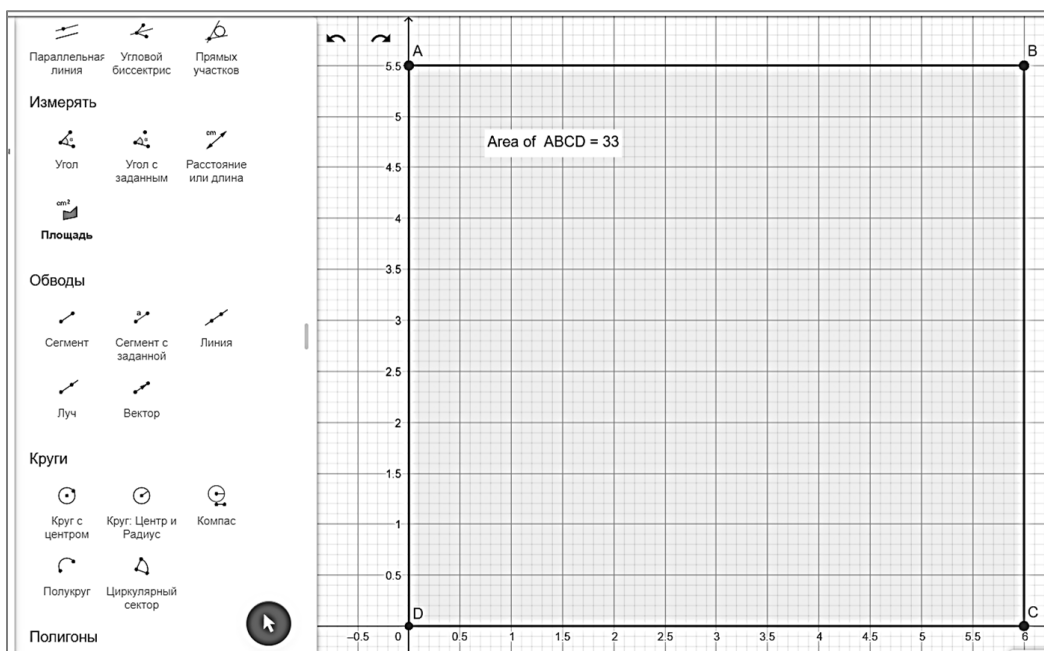 Параллельная Угловой Прямых
линия биссектрис участков
Измерять
Угол Угол с Расстояние
заданным или длина
cm
cm²
Площадь
Обводы
a
Сегмент Сегмент с Линия
заданной
Луч Вектор
Круги
Круг с Круг: Центр и Компас
центром Радиус
Полукруг Циркулярный
сектор
Полигоны
A
B
5.5
5
Area of ABCD = 33
4.5
4
3.5
3
2.5
2
1.5
1
0.5
D
C
–0.5 0 0.5 1 1.5 2 2.5 3 3.5 4 4.5 5 5.5 6